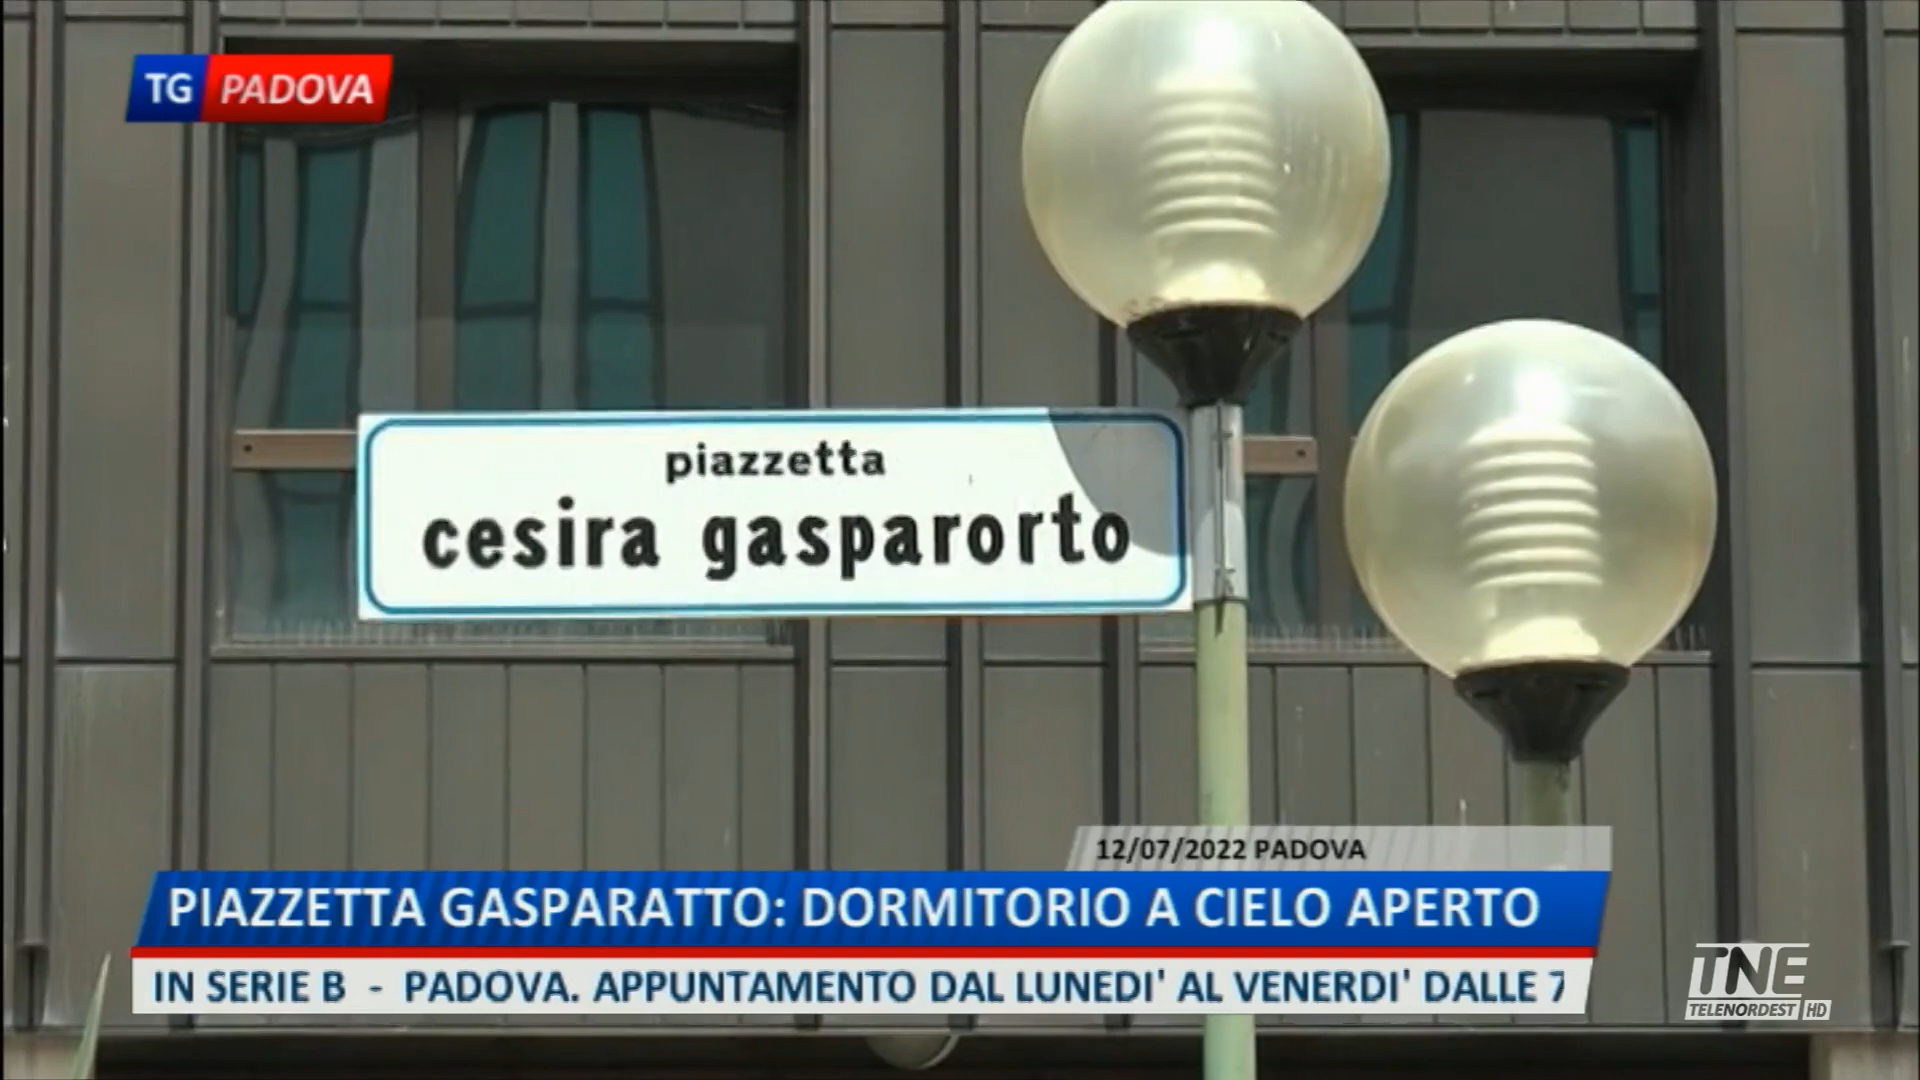 TG PADOVA
piazzetta
cesira gasparorto
12/07/2022 PADOVA
PIAZZETTA GASPARATTO: DORMITORIO A CIELO APERTO
IN SERIE B - PADOVA. APPUNTAMENTO DAL LUNEDI' AL VENERDI' DALLE 7
TNE
TELENORDEST HD